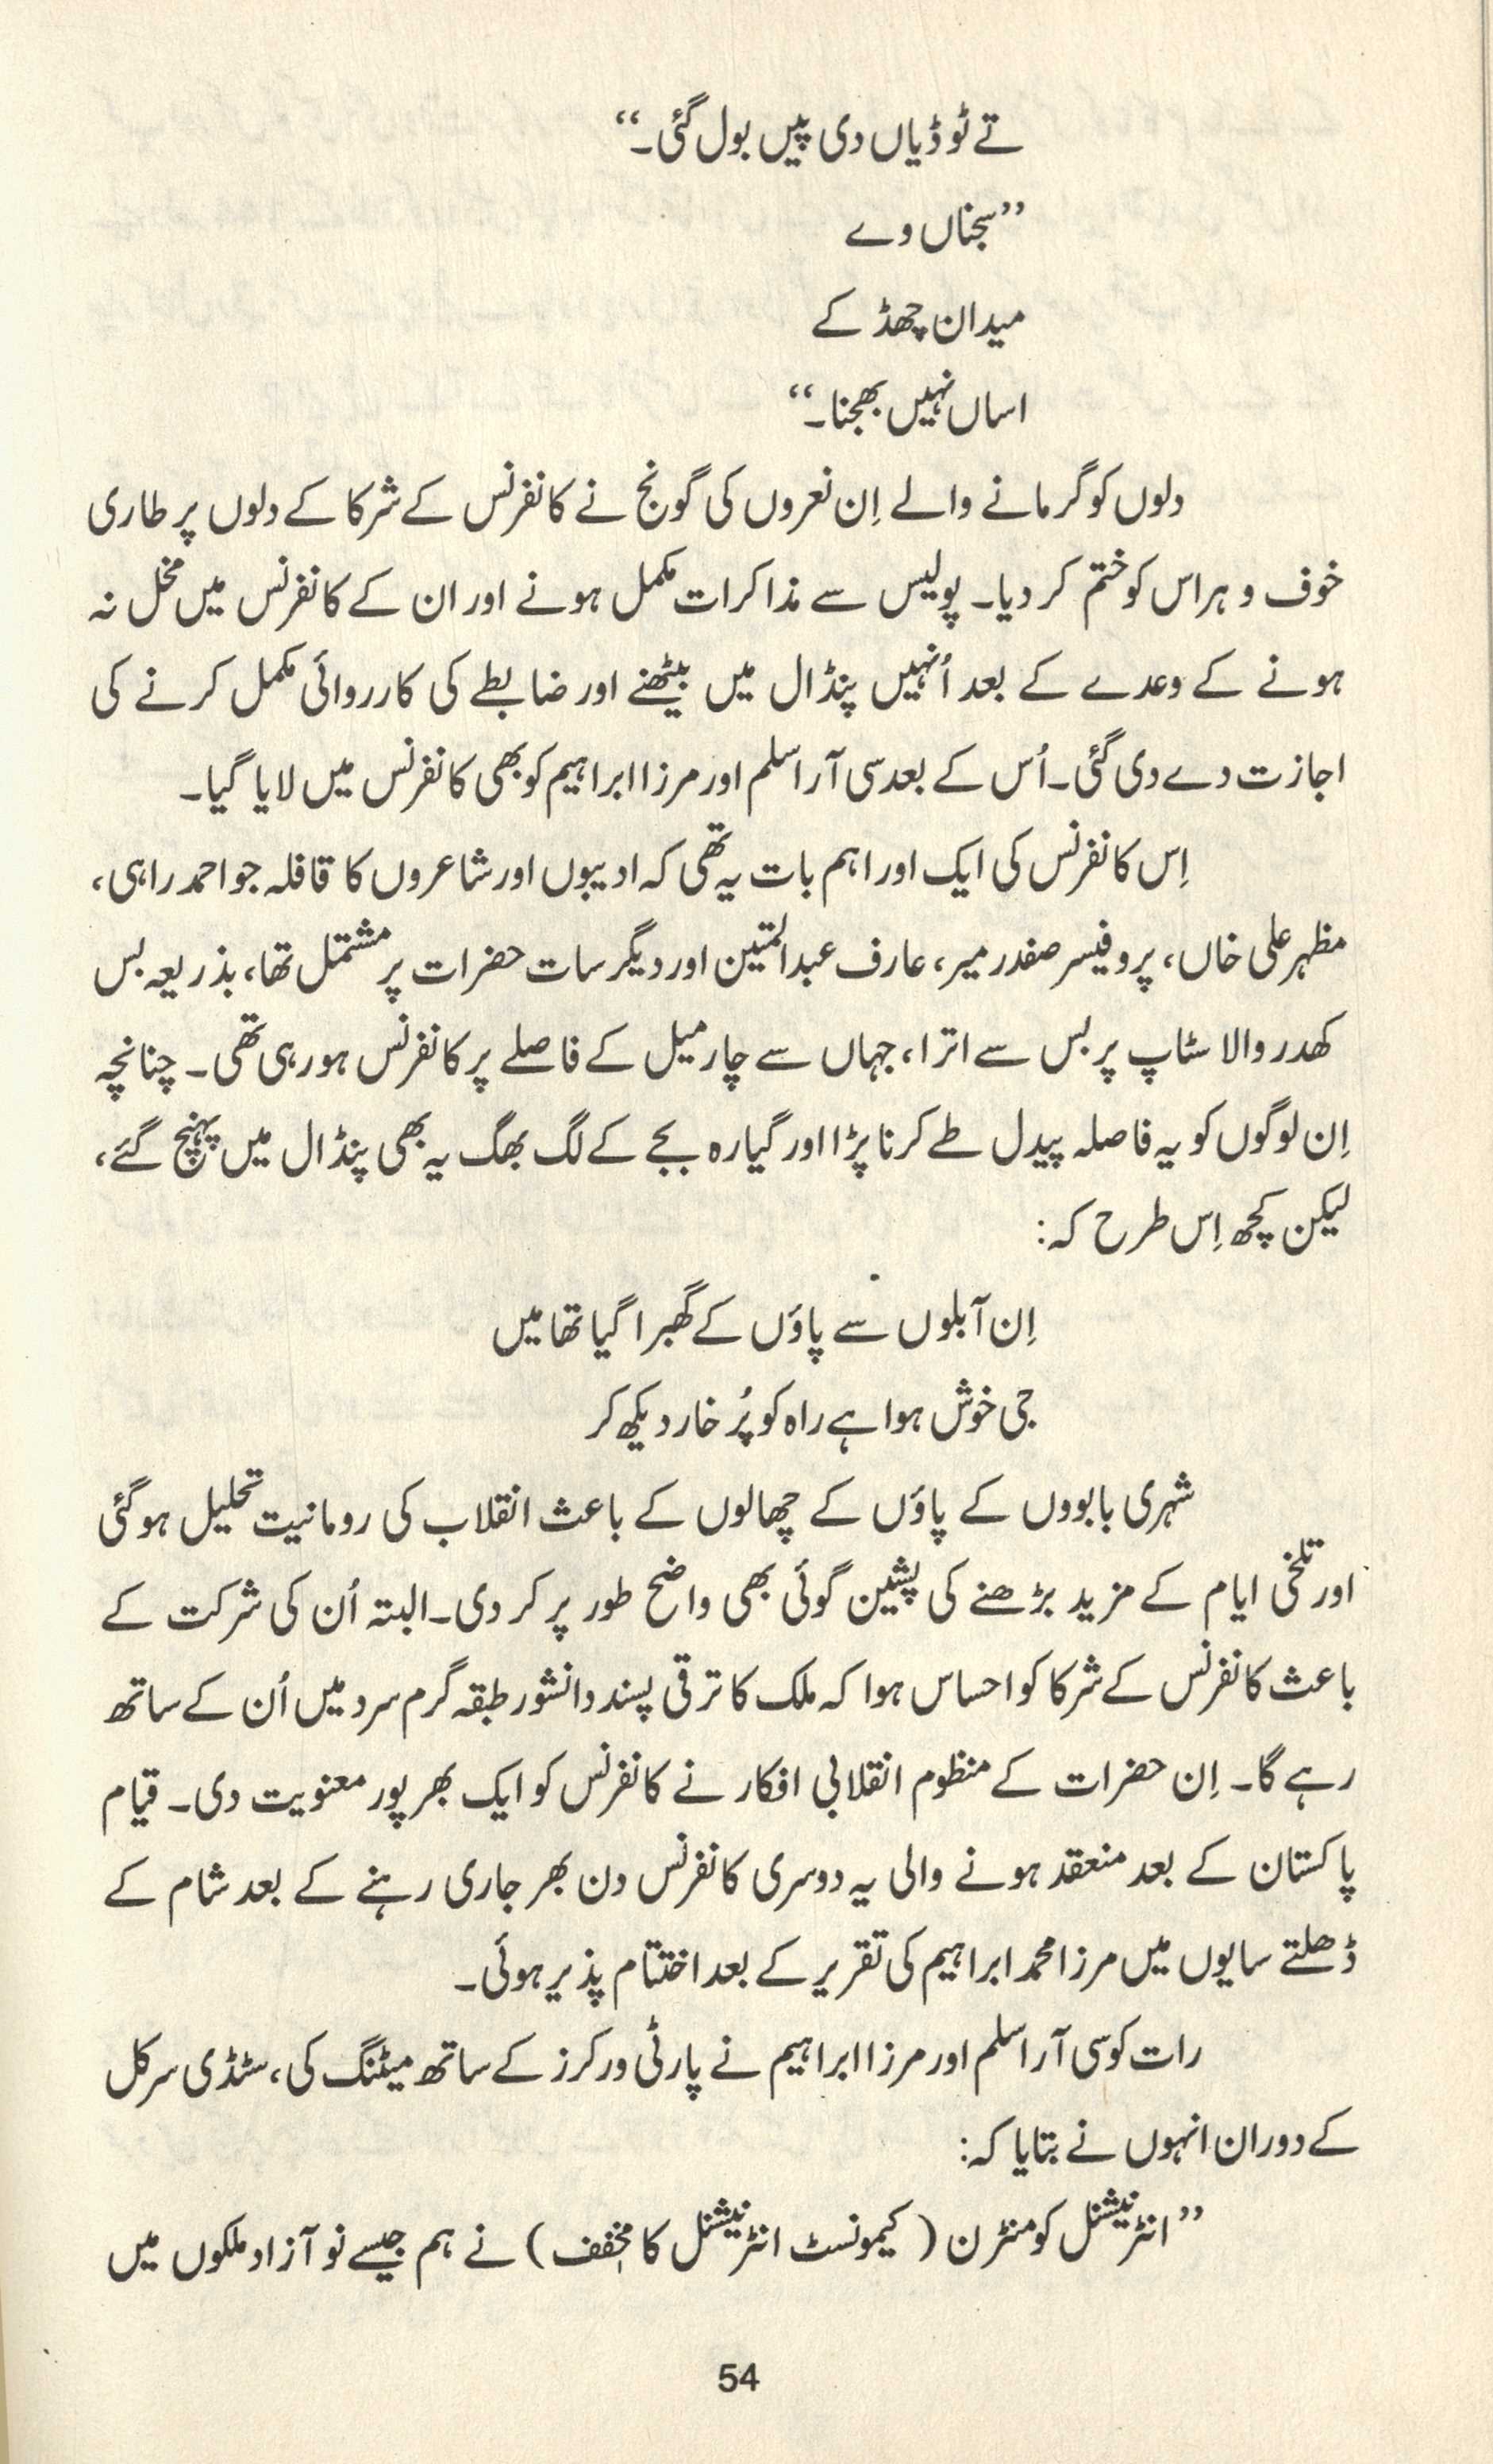 تے ٹوڈیاں دی پیں بول گئی۔“
”سجناں وے
میدان چھڈ کے
اساں نہیں بھجنا۔“
دلوں کو گرمانے والے اِن نعروں کی گونج نے کانفرنس کے شرکا کے دلوں پر طاری
خوف و ہراس کو ختم کر دیا۔ پولیس سے مذاکرات مکمل ہونے اور ان کے کانفرنس میں مخل نہ
ہونے کے وعدے کے بعد اُنہیں پنڈال میں بیٹھنے اور ضابطے کی کارروائی مکمل کرنے کی
اجازت دے دی گئی۔ اُس کے بعد سی آر اسلم اور مرزا ابراہیم کو بھی کانفرنس میں لایا گیا۔
اِس کانفرنس کی ایک اور اہم بات یہ تھی کہ ادیبوں اور شاعروں کا قافلہ جو احمد راہی،
مظہر علی خاں، پروفیسر صفدر میر، عارف عبدالمتین اور دیگر سات حضرات پر مشتمل تھا، بذریعہ بس
کھدر والا سٹاپ پر بس سے اترا، جہاں سے چار میل کے فاصلے پر کانفرنس ہو رہی تھی۔ چنانچہ
اِن لوگوں کو یہ فاصلہ پیدل طے کرنا پڑا اور گیارہ بجے کے لگ بھگ یہ بھی پنڈال میں پہنچ گئے،
لیکن کچھ اِس طرح کہ:
اِن آبلوں سے پاؤں کے گھبرا گیا تھا میں
جی خوش ہوا ہے راہ کو پُر خار دیکھ کر
شہری بابووں کے پاؤں کے چھالوں کے باعث انقلاب کی رومانیت تحلیل ہو گئی
اور تلخیٔ ایام کے مزید بڑھنے کی پشین گوئی بھی واضح طور پر کر دی۔ البتہ اُن کی شرکت کے
باعث کانفرنس کے شرکا کو احساس ہوا کہ ملک کا ترقی پسند دانشور طبقہ گرم سرد میں اُن کے ساتھ
رہے گا۔ اِن حضرات کے منظوم انقلابی افکار نے کانفرنس کو ایک بھرپور معنویت دی۔ قیام
پاکستان کے بعد منعقد ہونے والی یہ دوسری کانفرنس دن بھر جاری رہنے کے بعد شام کے
ڈھلتے سایوں میں مرزا محمد ابراہیم کی تقریر کے بعد اختتام پذیر ہوئی۔
رات کو سی آر اسلم اور مرزا ابراہیم نے پارٹی ورکرز کے ساتھ میٹنگ کی، سٹڈی سرکل
کے دوران انہوں نے بتایا کہ:
”انٹرنیشنل کومنٹرن (کیمونسٹ انٹرنیشنل کا مخفِف) نے ہم جیسے نو آزاد ملکوں میں
54